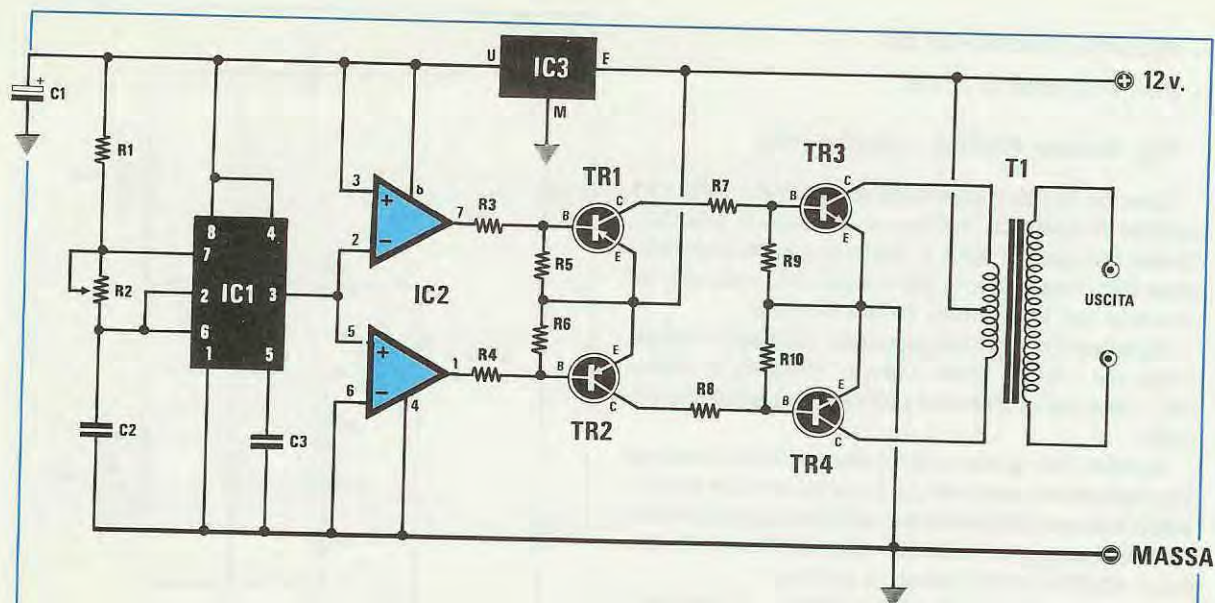 U
IC3
E
+
12 v.
C1
+
M
R1
TR1
TR3
T1
3
8
+
R3
7
B
C
E
R7
B
C
E
8
4
7
2
−
R5
R9
R2
2
IC1
3
IC2
USCITA
6
R6
R10
1
5
5
+
R4
1
B
E
C
R8
B
E
C
6
−
4
C2
C3
TR2
TR4
−
MASSA